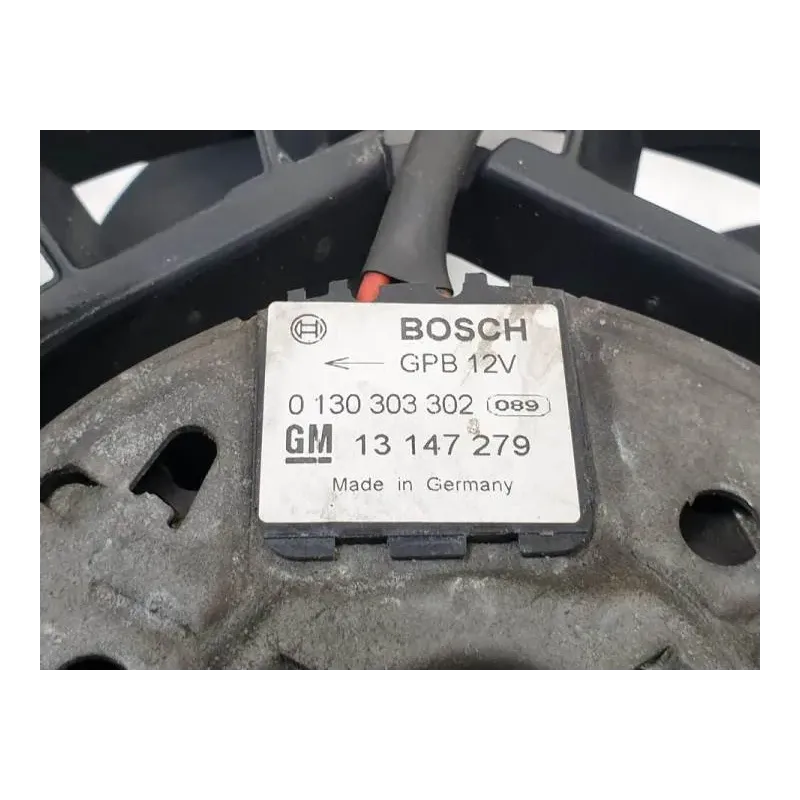 BOSCH
← GPB 12V
0 130 303 302 089
GM 13 147 279
Made in Germany